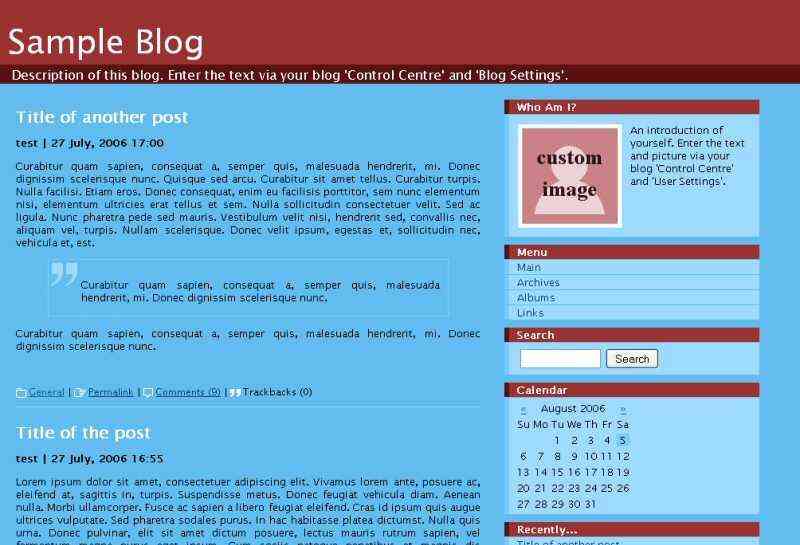 Sample Blog
Description of this blog. Enter the text via your blog 'Control Centre' and 'Blog Settings'.
Title of another post
test | 27 July, 2006 17:00
Curabitur quam sapien, consequat a, semper quis, malesuada hendrerit, mi. Donec
dignissim scelerisque nunc. Quisque sed arcu. Curabitur sit amet tellus. Curabitur turpis.
Nulla facilisi. Etiam eros. Donec consequat, enim eu facilisis porttitor, sem nunc elementum
nisi, elementum ultricies erat tellus et sem. Nulla sollicitudin consectetuer velit. Sed ac
ligula. Nunc pharetra pede sed mauris. Vestibulum velit nisi, hendrerit sed, convallis nec,
aliquam vel, turpis. Nullam scelerisque. Donec velit ipsum, egestas et, sollicitudin nec,
vehicula et, est.
Curabitur quam sapien, consequat a, semper quis, malesuada
hendrerit, mi. Donec dignissim scelerisque nunc.
Curabitur quam sapien, consequat a, semper quis, malesuada hendrerit, mi. Donec
dignissim scelerisque nunc.
General | Permalink | Comments (9) | Trackbacks (0)
Title of the post
test | 27 July, 2006 16:55
Lorem ipsum dolor sit amet, consectetuer adipiscing elit. Vivamus lorem ante, posuere ac,
eleifend at, sagittis in, turpis. Suspendisse metus. Donec feugiat vehicula diam. Aenean
nulla. Morbi ullamcorper. Fusce ac sapien a libero feugiat eleifend. Cras id ipsum quis augue
ultrices vulputate. Sed pharetra sodales purus. In hac habitasse platea dictumst. Nulla quis
urna. Donec pulvinar, elit sit amet dictum posuere, lectus mauris rutrum sapien, vel
Who Am I?
custom
image
An introduction of
yourself. Enter the text
and picture via your
blog 'Control Centre'
and 'User Settings'.
Menu
Main
Archives
Albums
Links
Search
Search
Calendar
« August 2006 »
Su Mo Tu We Th Fr Sa
1 2 3 4 5
6 7 8 9 10 11 12
13 14 15 16 17 18 19
20 21 22 23 24 25 26
27 28 29 30 31
Recently...
Title of another post